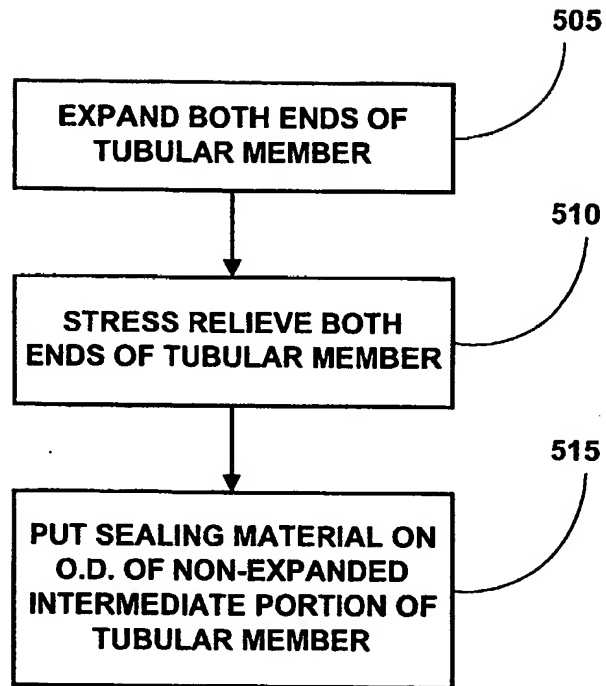 505
EXPAND BOTH ENDS OF
TUBULAR MEMBER
510
STRESS RELIEVE BOTH
ENDS OF TUBULAR MEMBER
515
PUT SEALING MATERIAL ON
O.D. OF NON-EXPANDED
INTERMEDIATE PORTION OF
TUBULAR MEMBER